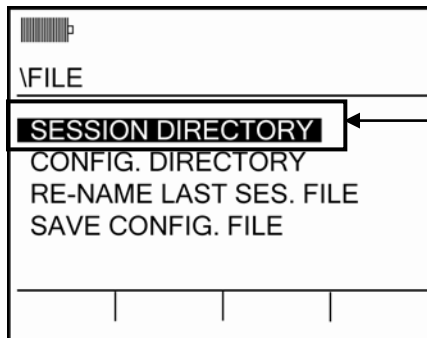 \FILE
SESSION DIRECTORY
CONFIG. DIRECTORY
RE-NAME LAST SES. FILE
SAVE CONFIG. FILE